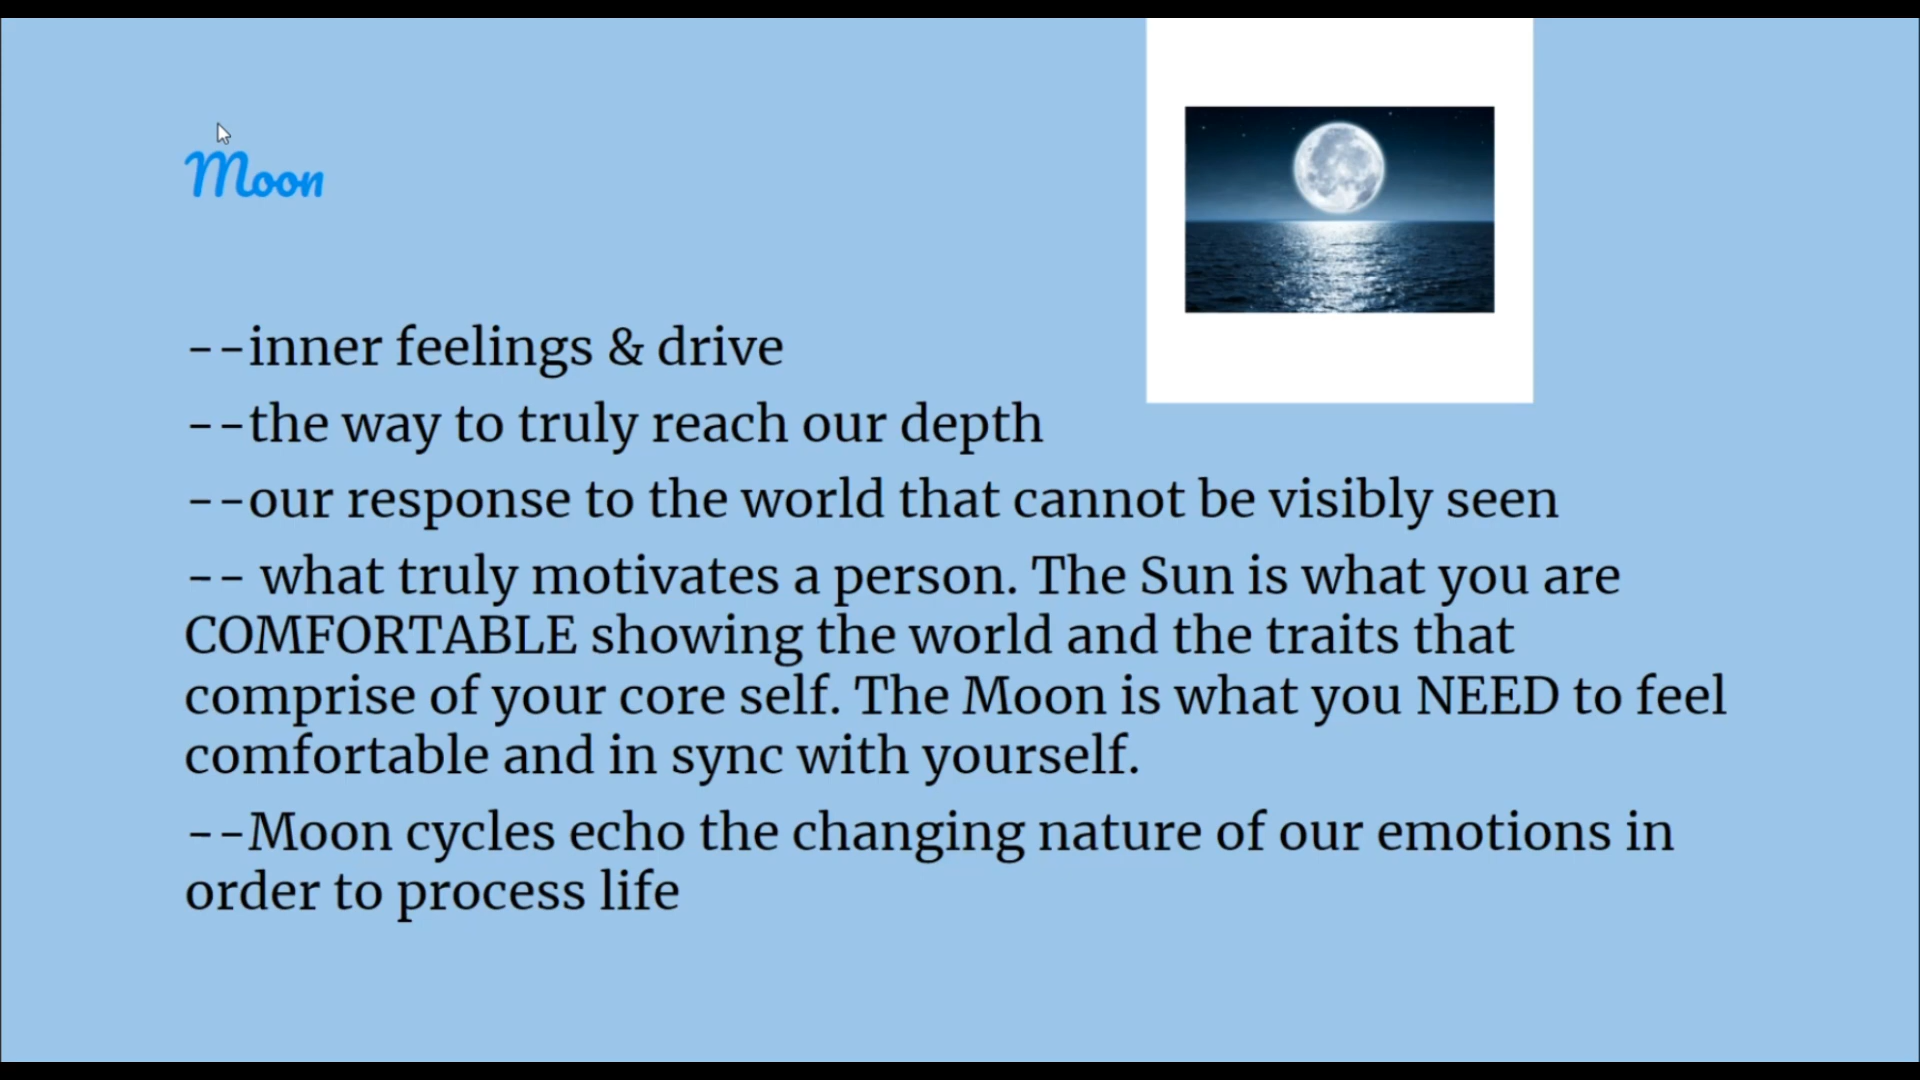 Moon
--inner feelings & drive
--the way to truly reach our depth
--our response to the world that cannot be visibly seen
-- what truly motivates a person. The Sun is what you are
COMFORTABLE showing the world and the traits that
comprise of your core self. The Moon is what you NEED to feel
comfortable and in sync with yourself.
--Moon cycles echo the changing nature of our emotions in
order to process life